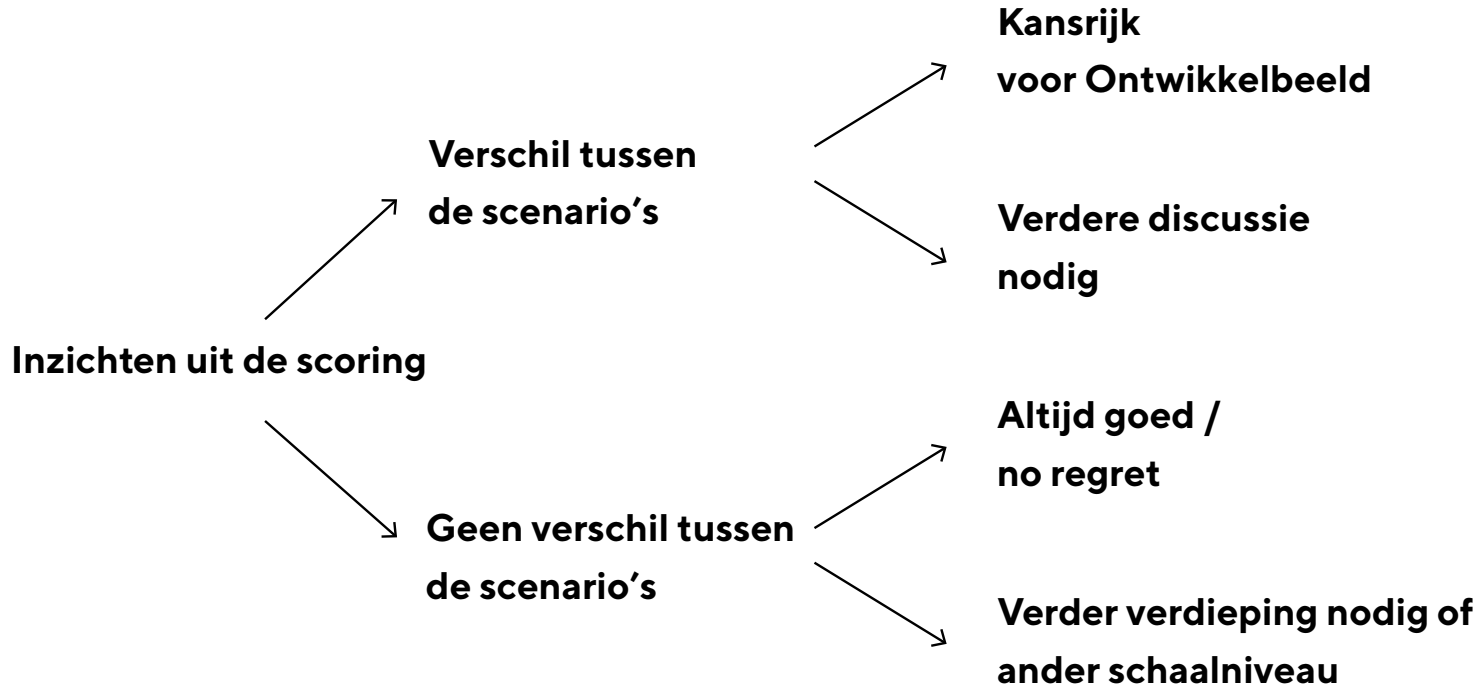 Kansrijk
voor Ontwikkelbeeld
Verschil tussen
de scenario’s
Verdere discussie
nodig
Inzichten uit de scoring
Altijd goed /
no regret
Geen verschil tussen
de scenario’s
Verder verdieping nodig of
ander schaalniveau